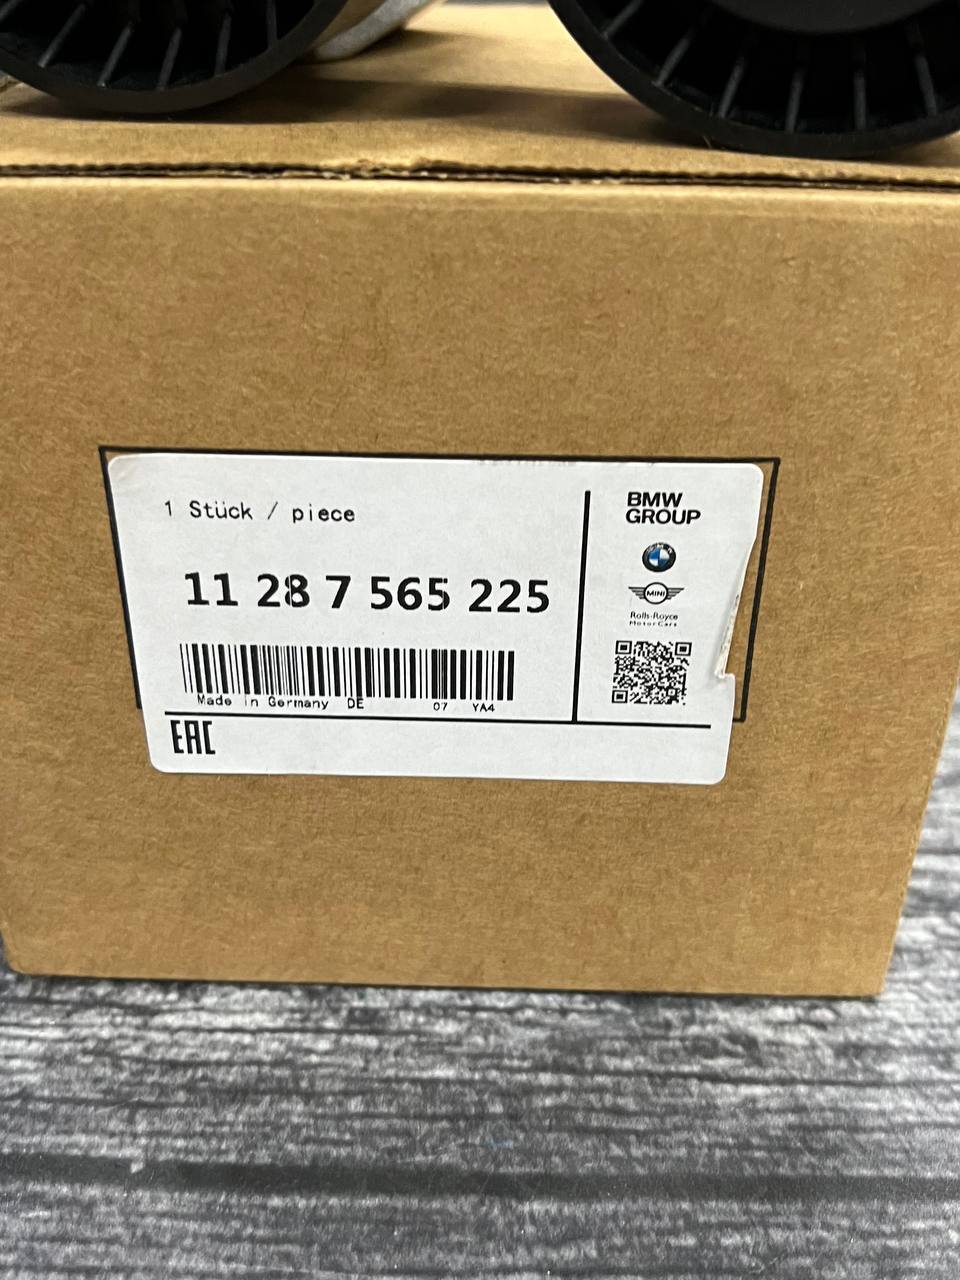 1 Stück / piece
11 28 7 565 225
Made in Germany DE 07 YA4
EAC
BMW
GROUP
MINI
Rolls-Royce
Motor Cars